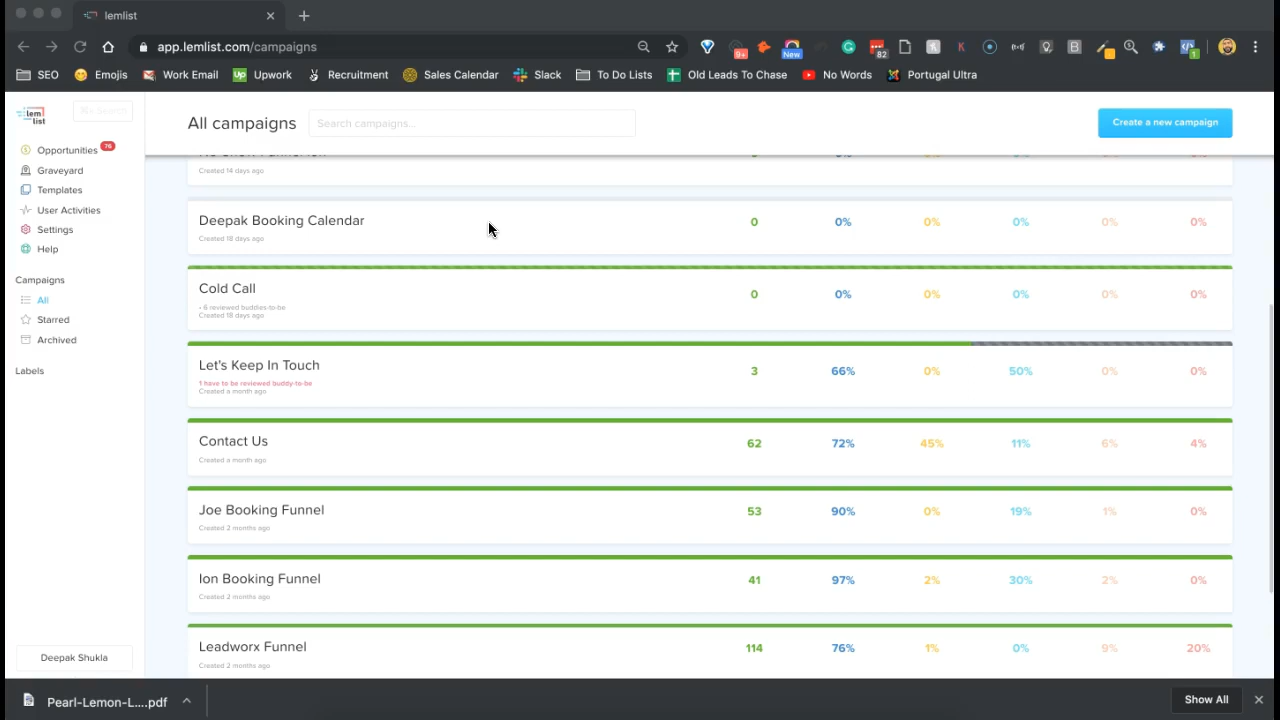 lemlist
app.lemlist.com/campaigns
9+
New
82
1
SEO
Emojis
Work Email
Up Upwork
Recruitment
Sales Calendar
Slack
To Do Lists
Old Leads To Chase
No Words
Portugal Ultra
lem
list
All campaigns
Search campaigns...
Create a new campaign
Opportunities 76
Graveyard
Templates
User Activities
Settings
Help
Campaigns
All
Starred
Archived
Labels
Deepak Shukla
Created 14 days ago
Deepak Booking Calendar 0 0% 0% 0% 0% 0%
Created 18 days ago
Cold Call 0 0% 0% 0% 0% 0%
• 6 reviewed buddies-to-be
Created 18 days ago
Let's Keep In Touch 3 66% 0% 50% 0% 0%
1 have to be reviewed buddy-to-be
Created a month ago
Contact Us 62 72% 45% 11% 6% 4%
Created a month ago
Joe Booking Funnel 53 90% 0% 19% 1% 0%
Created 2 months ago
Ion Booking Funnel 41 97% 2% 30% 2% 0%
Created 2 months ago
Leadworx Funnel 114 76% 1% 0% 9% 20%
Created 2 months ago
Pearl-Lemon-L....pdf
Show All